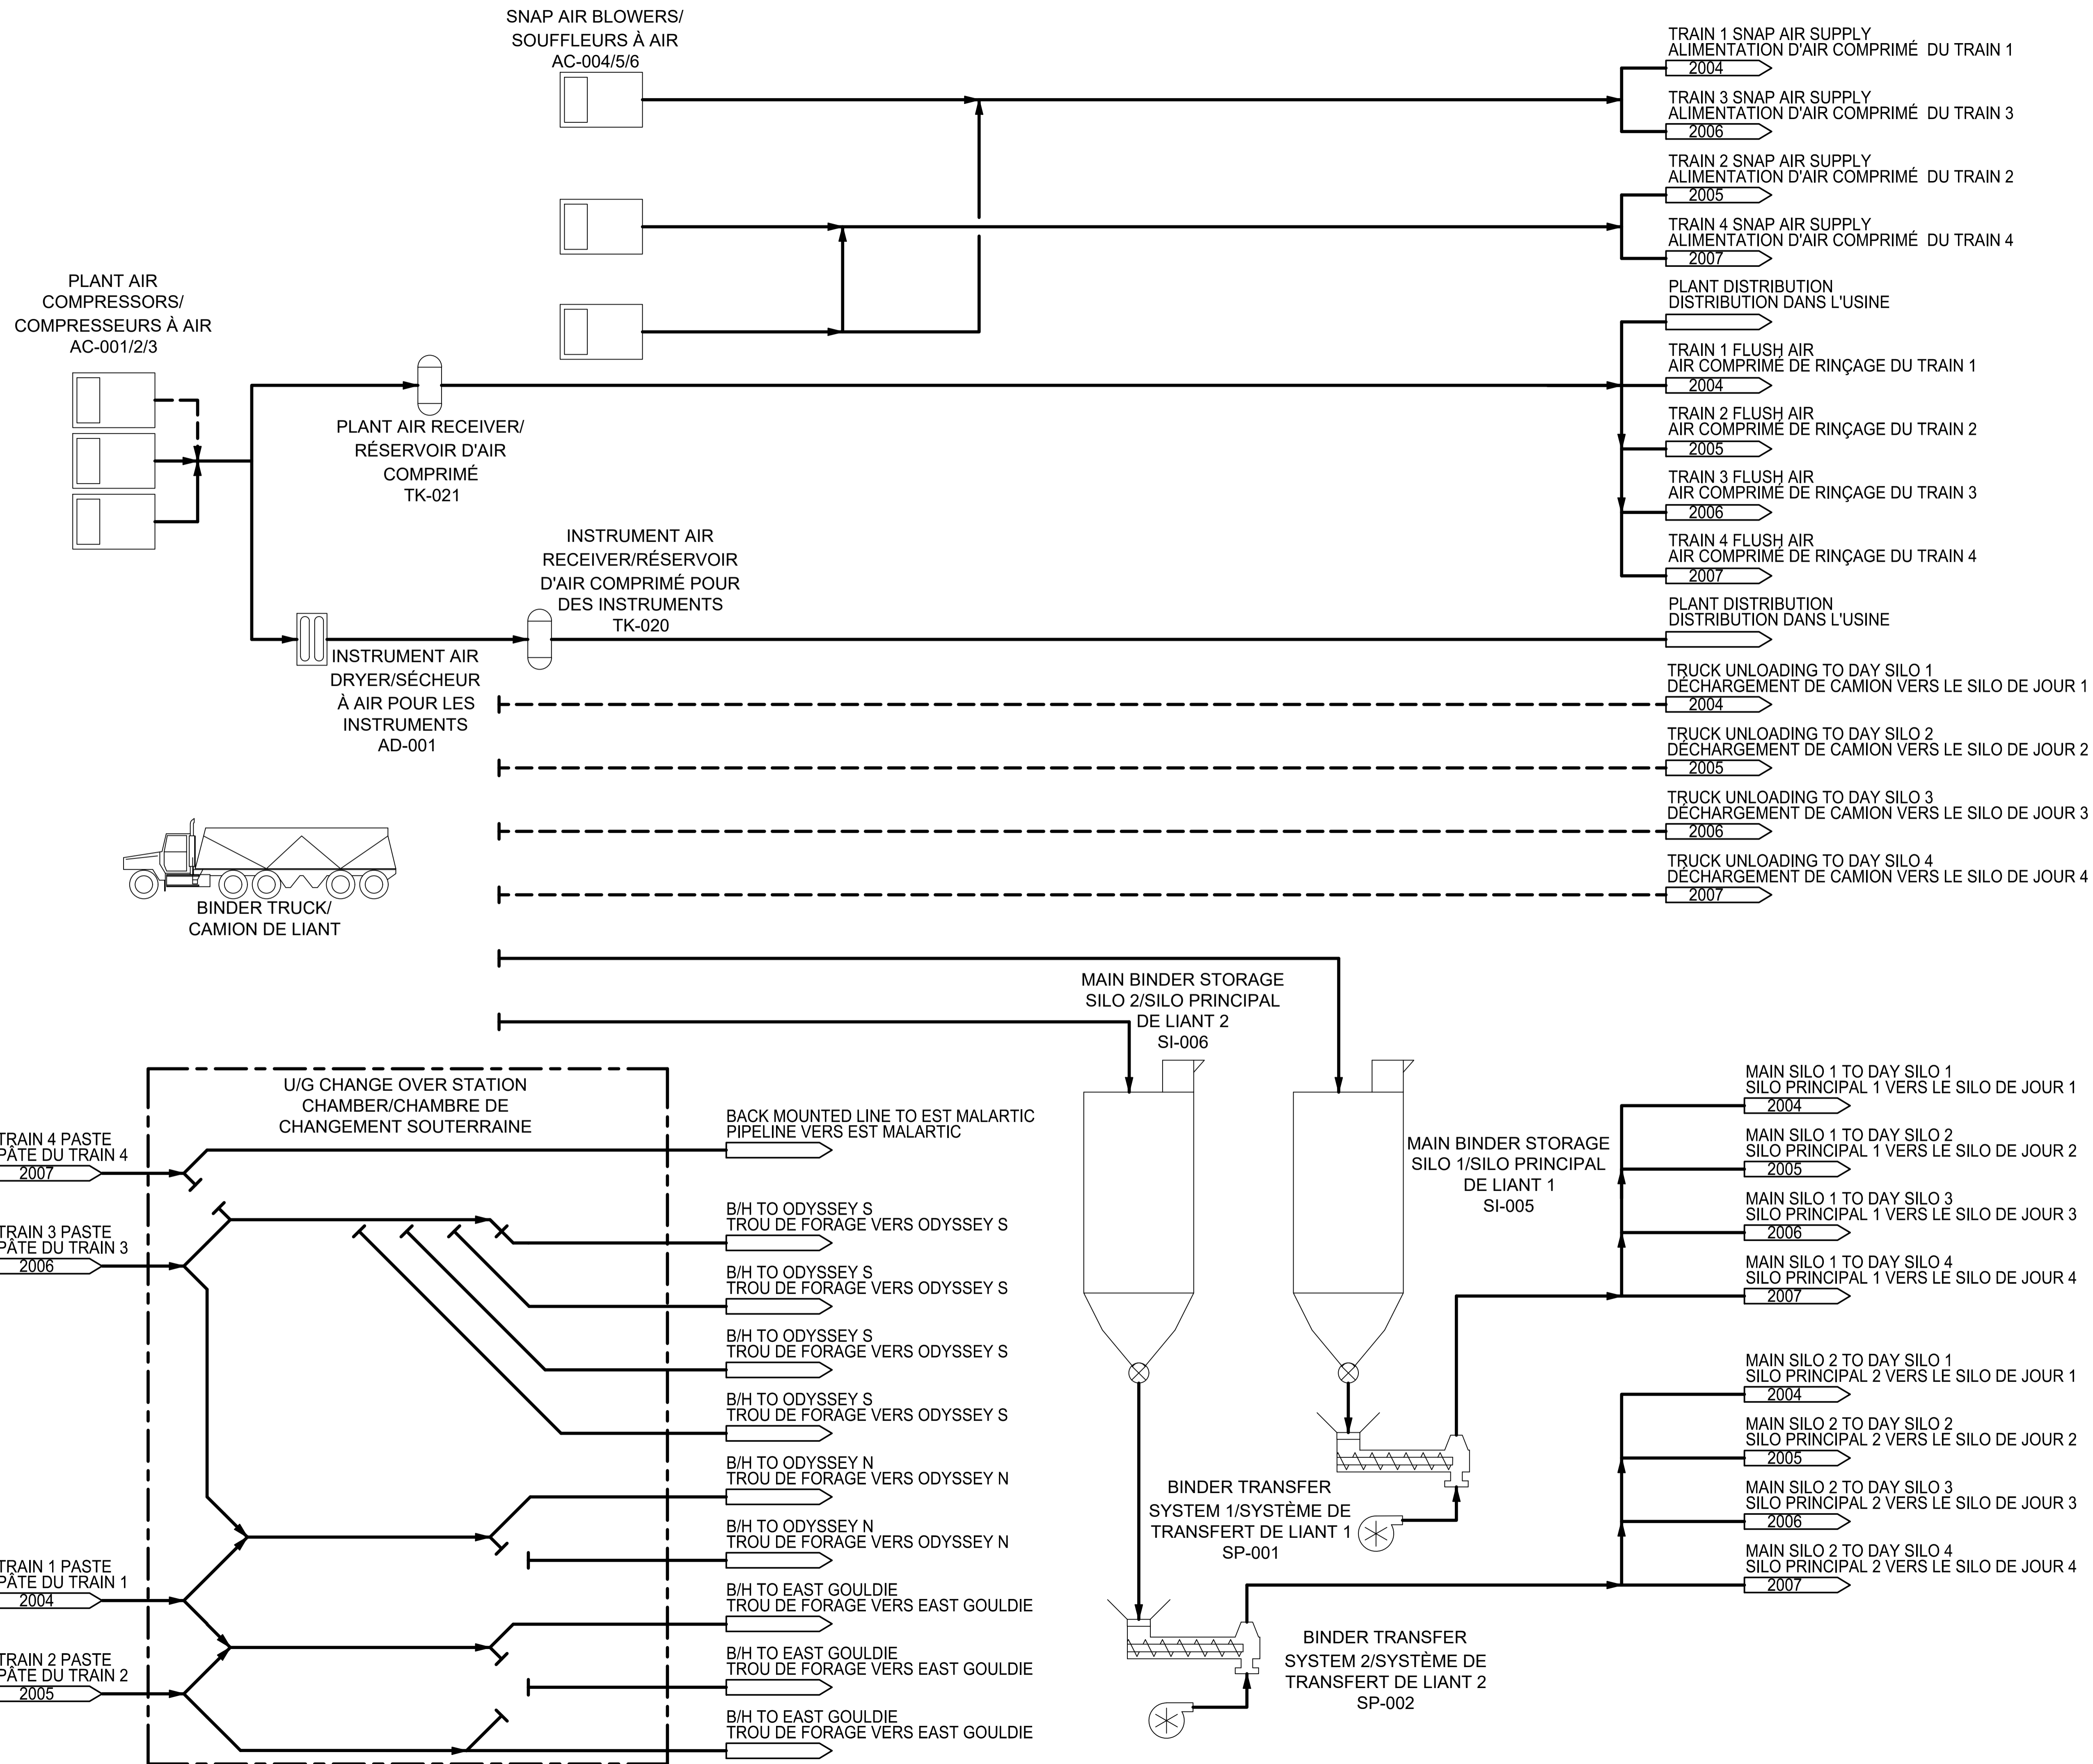 SNAP AIR BLOWERS/
SOUFFLEURS À AIR
AC-004/5/6
TRAIN 1 SNAP AIR SUPPLY
ALIMENTATION D'AIR COMPRIMÉ DU TRAIN 1
2004
TRAIN 3 SNAP AIR SUPPLY
ALIMENTATION D'AIR COMPRIMÉ DU TRAIN 3
2006
TRAIN 2 SNAP AIR SUPPLY
ALIMENTATION D'AIR COMPRIMÉ DU TRAIN 2
2005
TRAIN 4 SNAP AIR SUPPLY
ALIMENTATION D'AIR COMPRIMÉ DU TRAIN 4
2007
PLANT AIR
COMPRESSORS/
COMPRESSEURS À AIR
AC-001/2/3
PLANT DISTRIBUTION
DISTRIBUTION DANS L'USINE
TRAIN 1 FLUSH AIR
AIR COMPRIMÉ DE RINÇAGE DU TRAIN 1
2004
TRAIN 2 FLUSH AIR
AIR COMPRIMÉ DE RINÇAGE DU TRAIN 2
2005
TRAIN 3 FLUSH AIR
AIR COMPRIMÉ DE RINÇAGE DU TRAIN 3
2006
TRAIN 4 FLUSH AIR
AIR COMPRIMÉ DE RINÇAGE DU TRAIN 4
2007
PLANT AIR RECEIVER/
RÉSERVOIR D'AIR
COMPRIMÉ
TK-021
INSTRUMENT AIR
RECEIVER/RÉSERVOIR
D'AIR COMPRIMÉ POUR
DES INSTRUMENTS
TK-020
PLANT DISTRIBUTION
DISTRIBUTION DANS L'USINE
INSTRUMENT AIR
DRYER/SÉCHEUR
À AIR POUR LES
INSTRUMENTS
AD-001
TRUCK UNLOADING TO DAY SILO 1
DÉCHARGEMENT DE CAMION VERS LE SILO DE JOUR 1
2004
TRUCK UNLOADING TO DAY SILO 2
DÉCHARGEMENT DE CAMION VERS LE SILO DE JOUR 2
2005
TRUCK UNLOADING TO DAY SILO 3
DÉCHARGEMENT DE CAMION VERS LE SILO DE JOUR 3
2006
TRUCK UNLOADING TO DAY SILO 4
DÉCHARGEMENT DE CAMION VERS LE SILO DE JOUR 4
2007
BINDER TRUCK/
CAMION DE LIANT
MAIN BINDER STORAGE
SILO 2/SILO PRINCIPAL
DE LIANT 2
SI-006
MAIN BINDER STORAGE
SILO 1/SILO PRINCIPAL
DE LIANT 1
SI-005
U/G CHANGE OVER STATION
CHAMBER/CHAMBRE DE
CHANGEMENT SOUTERRAINE
TRAIN 4 PASTE
PÂTE DU TRAIN 4
2007
TRAIN 3 PASTE
PÂTE DU TRAIN 3
2006
TRAIN 1 PASTE
PÂTE DU TRAIN 1
2004
TRAIN 2 PASTE
PÂTE DU TRAIN 2
2005
BACK MOUNTED LINE TO EST MALARTIC
PIPELINE VERS EST MALARTIC
B/H TO ODYSSEY S
TROU DE FORAGE VERS ODYSSEY S
B/H TO ODYSSEY S
TROU DE FORAGE VERS ODYSSEY S
B/H TO ODYSSEY S
TROU DE FORAGE VERS ODYSSEY S
B/H TO ODYSSEY S
TROU DE FORAGE VERS ODYSSEY S
B/H TO ODYSSEY N
TROU DE FORAGE VERS ODYSSEY N
B/H TO ODYSSEY N
TROU DE FORAGE VERS ODYSSEY N
B/H TO EAST GOULDIE
TROU DE FORAGE VERS EAST GOULDIE
B/H TO EAST GOULDIE
TROU DE FORAGE VERS EAST GOULDIE
B/H TO EAST GOULDIE
TROU DE FORAGE VERS EAST GOULDIE
MAIN SILO 1 TO DAY SILO 1
SILO PRINCIPAL 1 VERS LE SILO DE JOUR 1
2004
MAIN SILO 1 TO DAY SILO 2
SILO PRINCIPAL 1 VERS LE SILO DE JOUR 2
2005
MAIN SILO 1 TO DAY SILO 3
SILO PRINCIPAL 1 VERS LE SILO DE JOUR 3
2006
MAIN SILO 1 TO DAY SILO 4
SILO PRINCIPAL 1 VERS LE SILO DE JOUR 4
2007
MAIN SILO 2 TO DAY SILO 1
SILO PRINCIPAL 2 VERS LE SILO DE JOUR 1
2004
MAIN SILO 2 TO DAY SILO 2
SILO PRINCIPAL 2 VERS LE SILO DE JOUR 2
2005
MAIN SILO 2 TO DAY SILO 3
SILO PRINCIPAL 2 VERS LE SILO DE JOUR 3
2006
MAIN SILO 2 TO DAY SILO 4
SILO PRINCIPAL 2 VERS LE SILO DE JOUR 4
2007
BINDER TRANSFER
SYSTEM 1/SYSTÈME DE
TRANSFERT DE LIANT 1
SP-001
BINDER TRANSFER
SYSTEM 2/SYSTÈME DE
TRANSFERT DE LIANT 2
SP-002